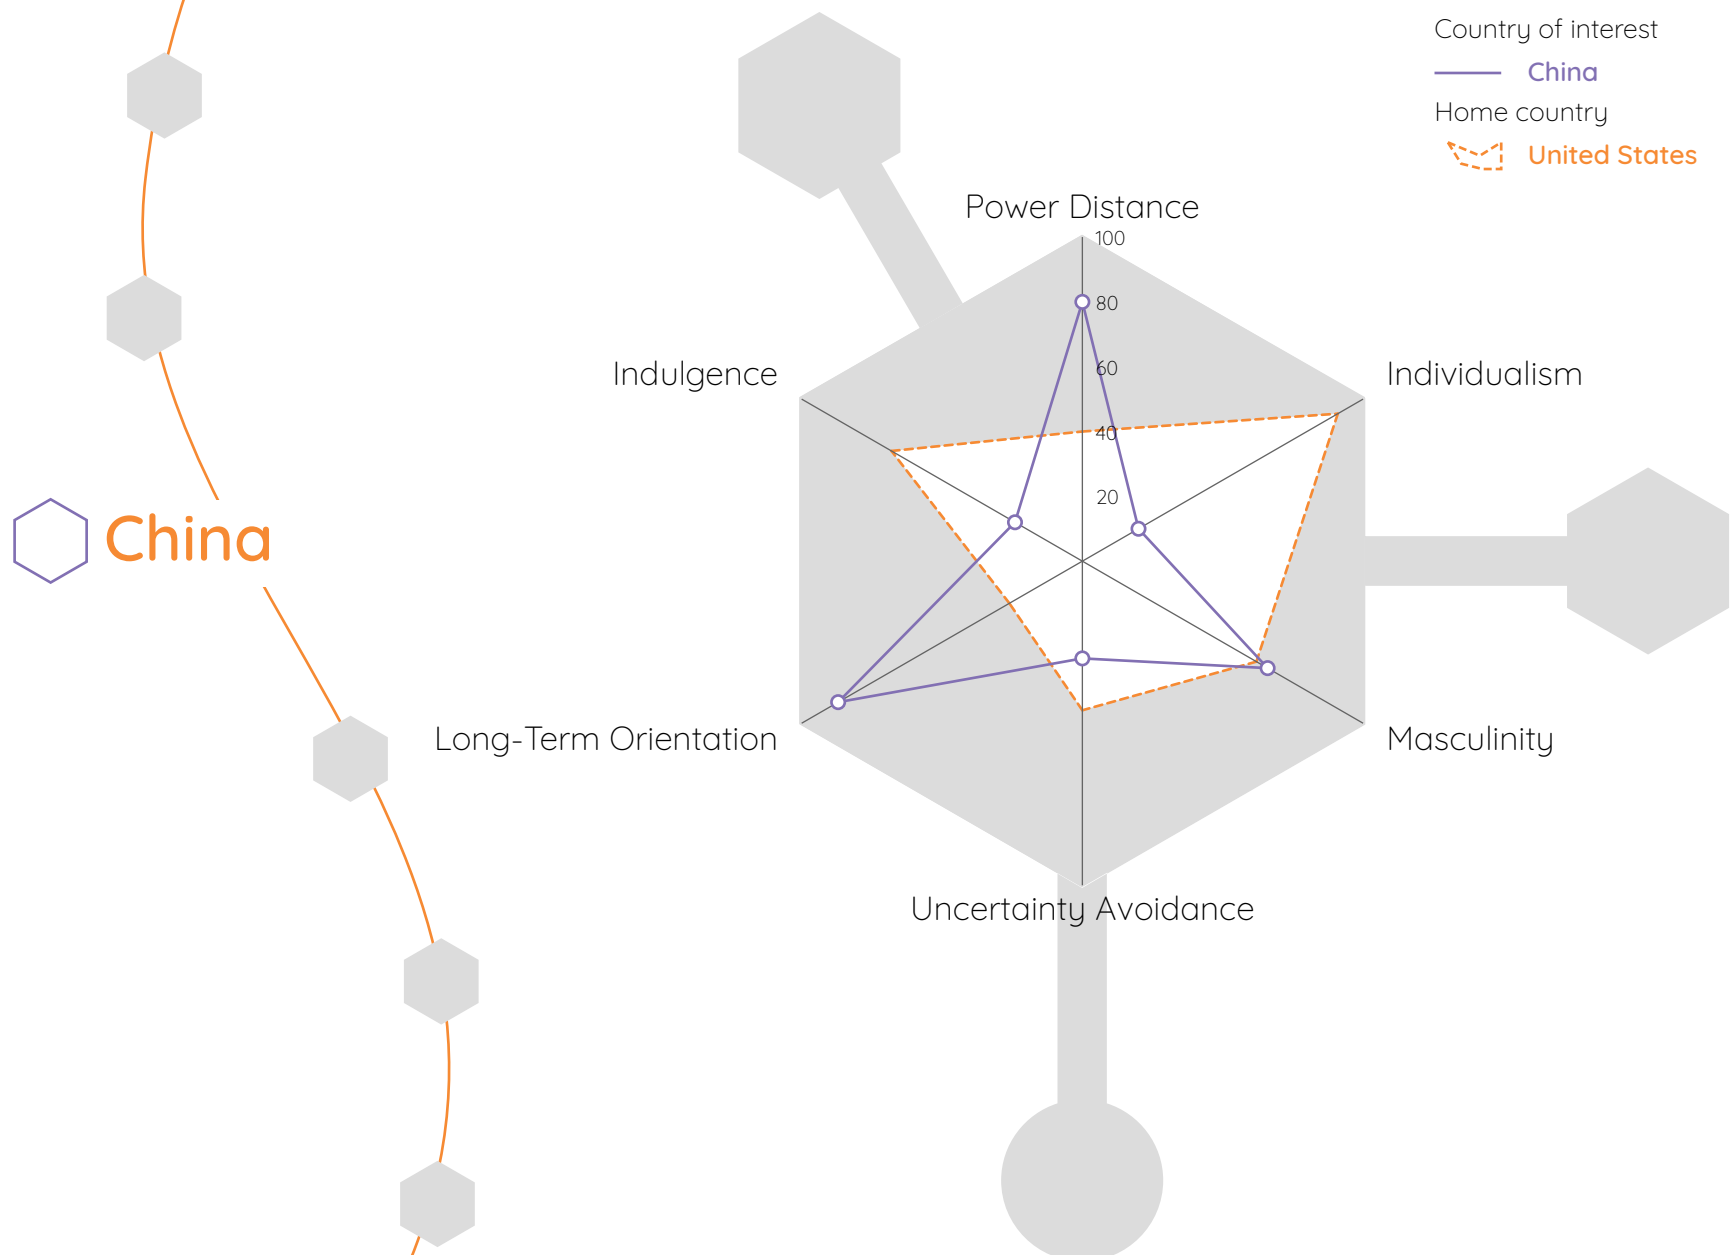 Country of interest
China
Home country
United States
Power Distance
100
80
60
40
20
Indulgence
Individualism
China
Long-Term Orientation
Masculinity
Uncertainty Avoidance